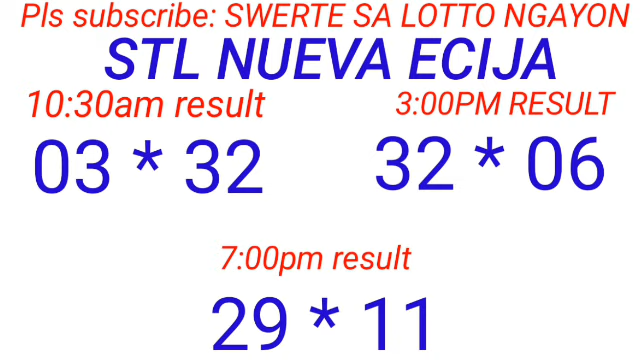 Pls subscribe: SWERTE SA LOTTO NGAYON
STL NUEVA ECIJA
10:30am result
03 * 32
3:00PM RESULT
32 * 06
7:00pm result
29 * 11